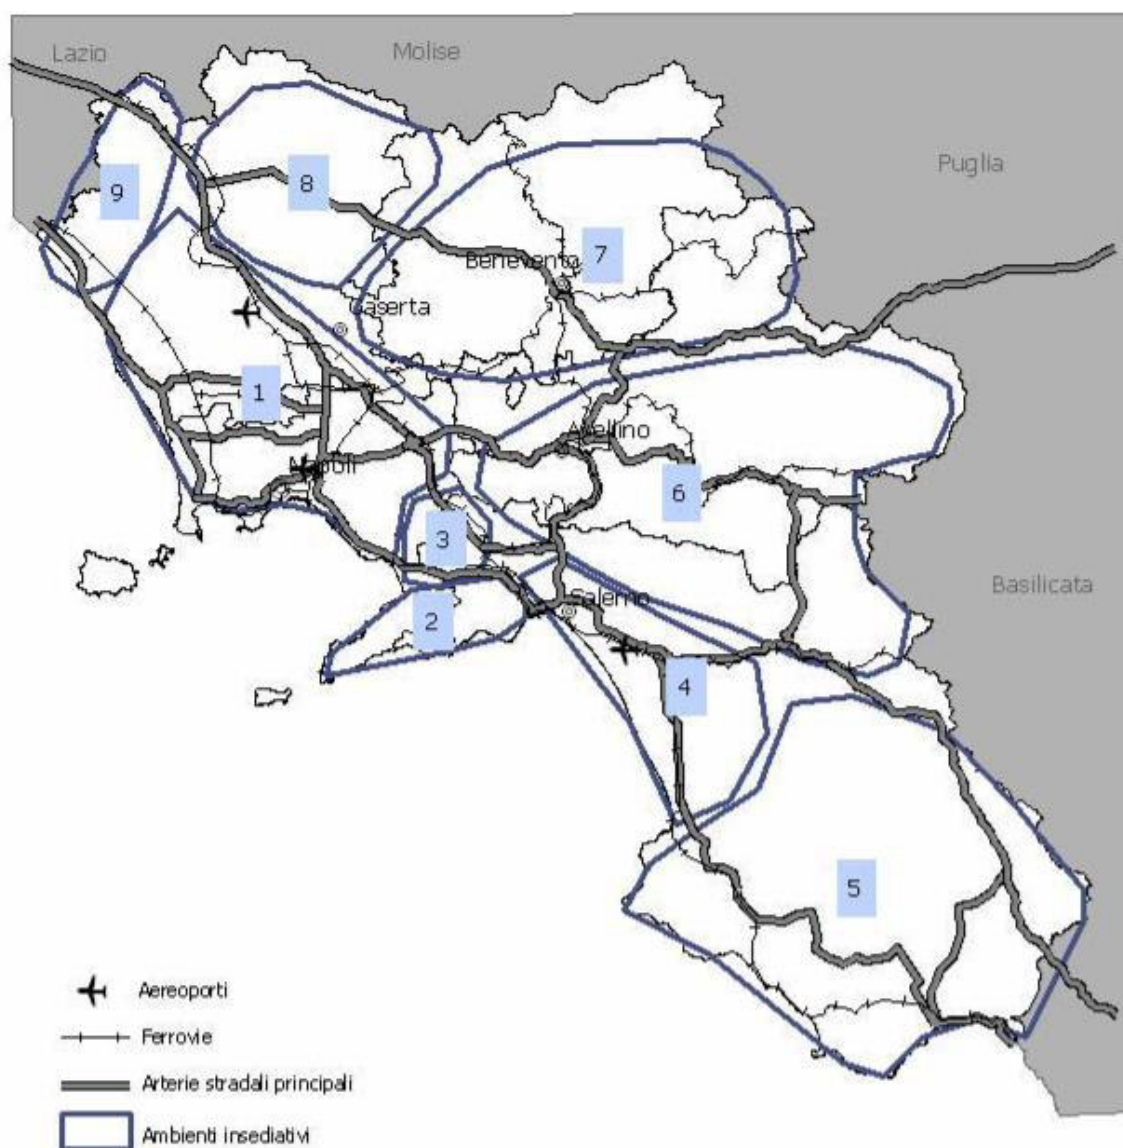 Lazio
Molise
Puglia
9
8
7
Benevento
Caserta
1
Avellino
Napoli
6
3
Basilicata
Salerno
2
4
5
Aereoporti
Ferrovie
Arterie stradali principali
Ambienti insediativi